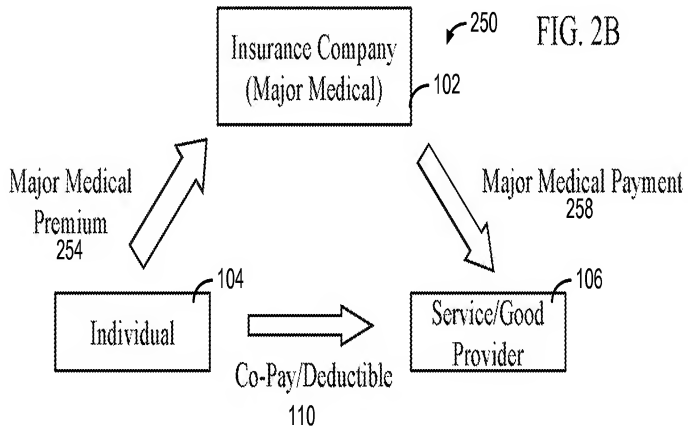 250
FIG. 2B
Insurance Company
(Major Medical)
102
Major Medical
Premium
254
Major Medical Payment
258
104
Individual
106
Service/Good
Provider
Co-Pay/Deductible
110